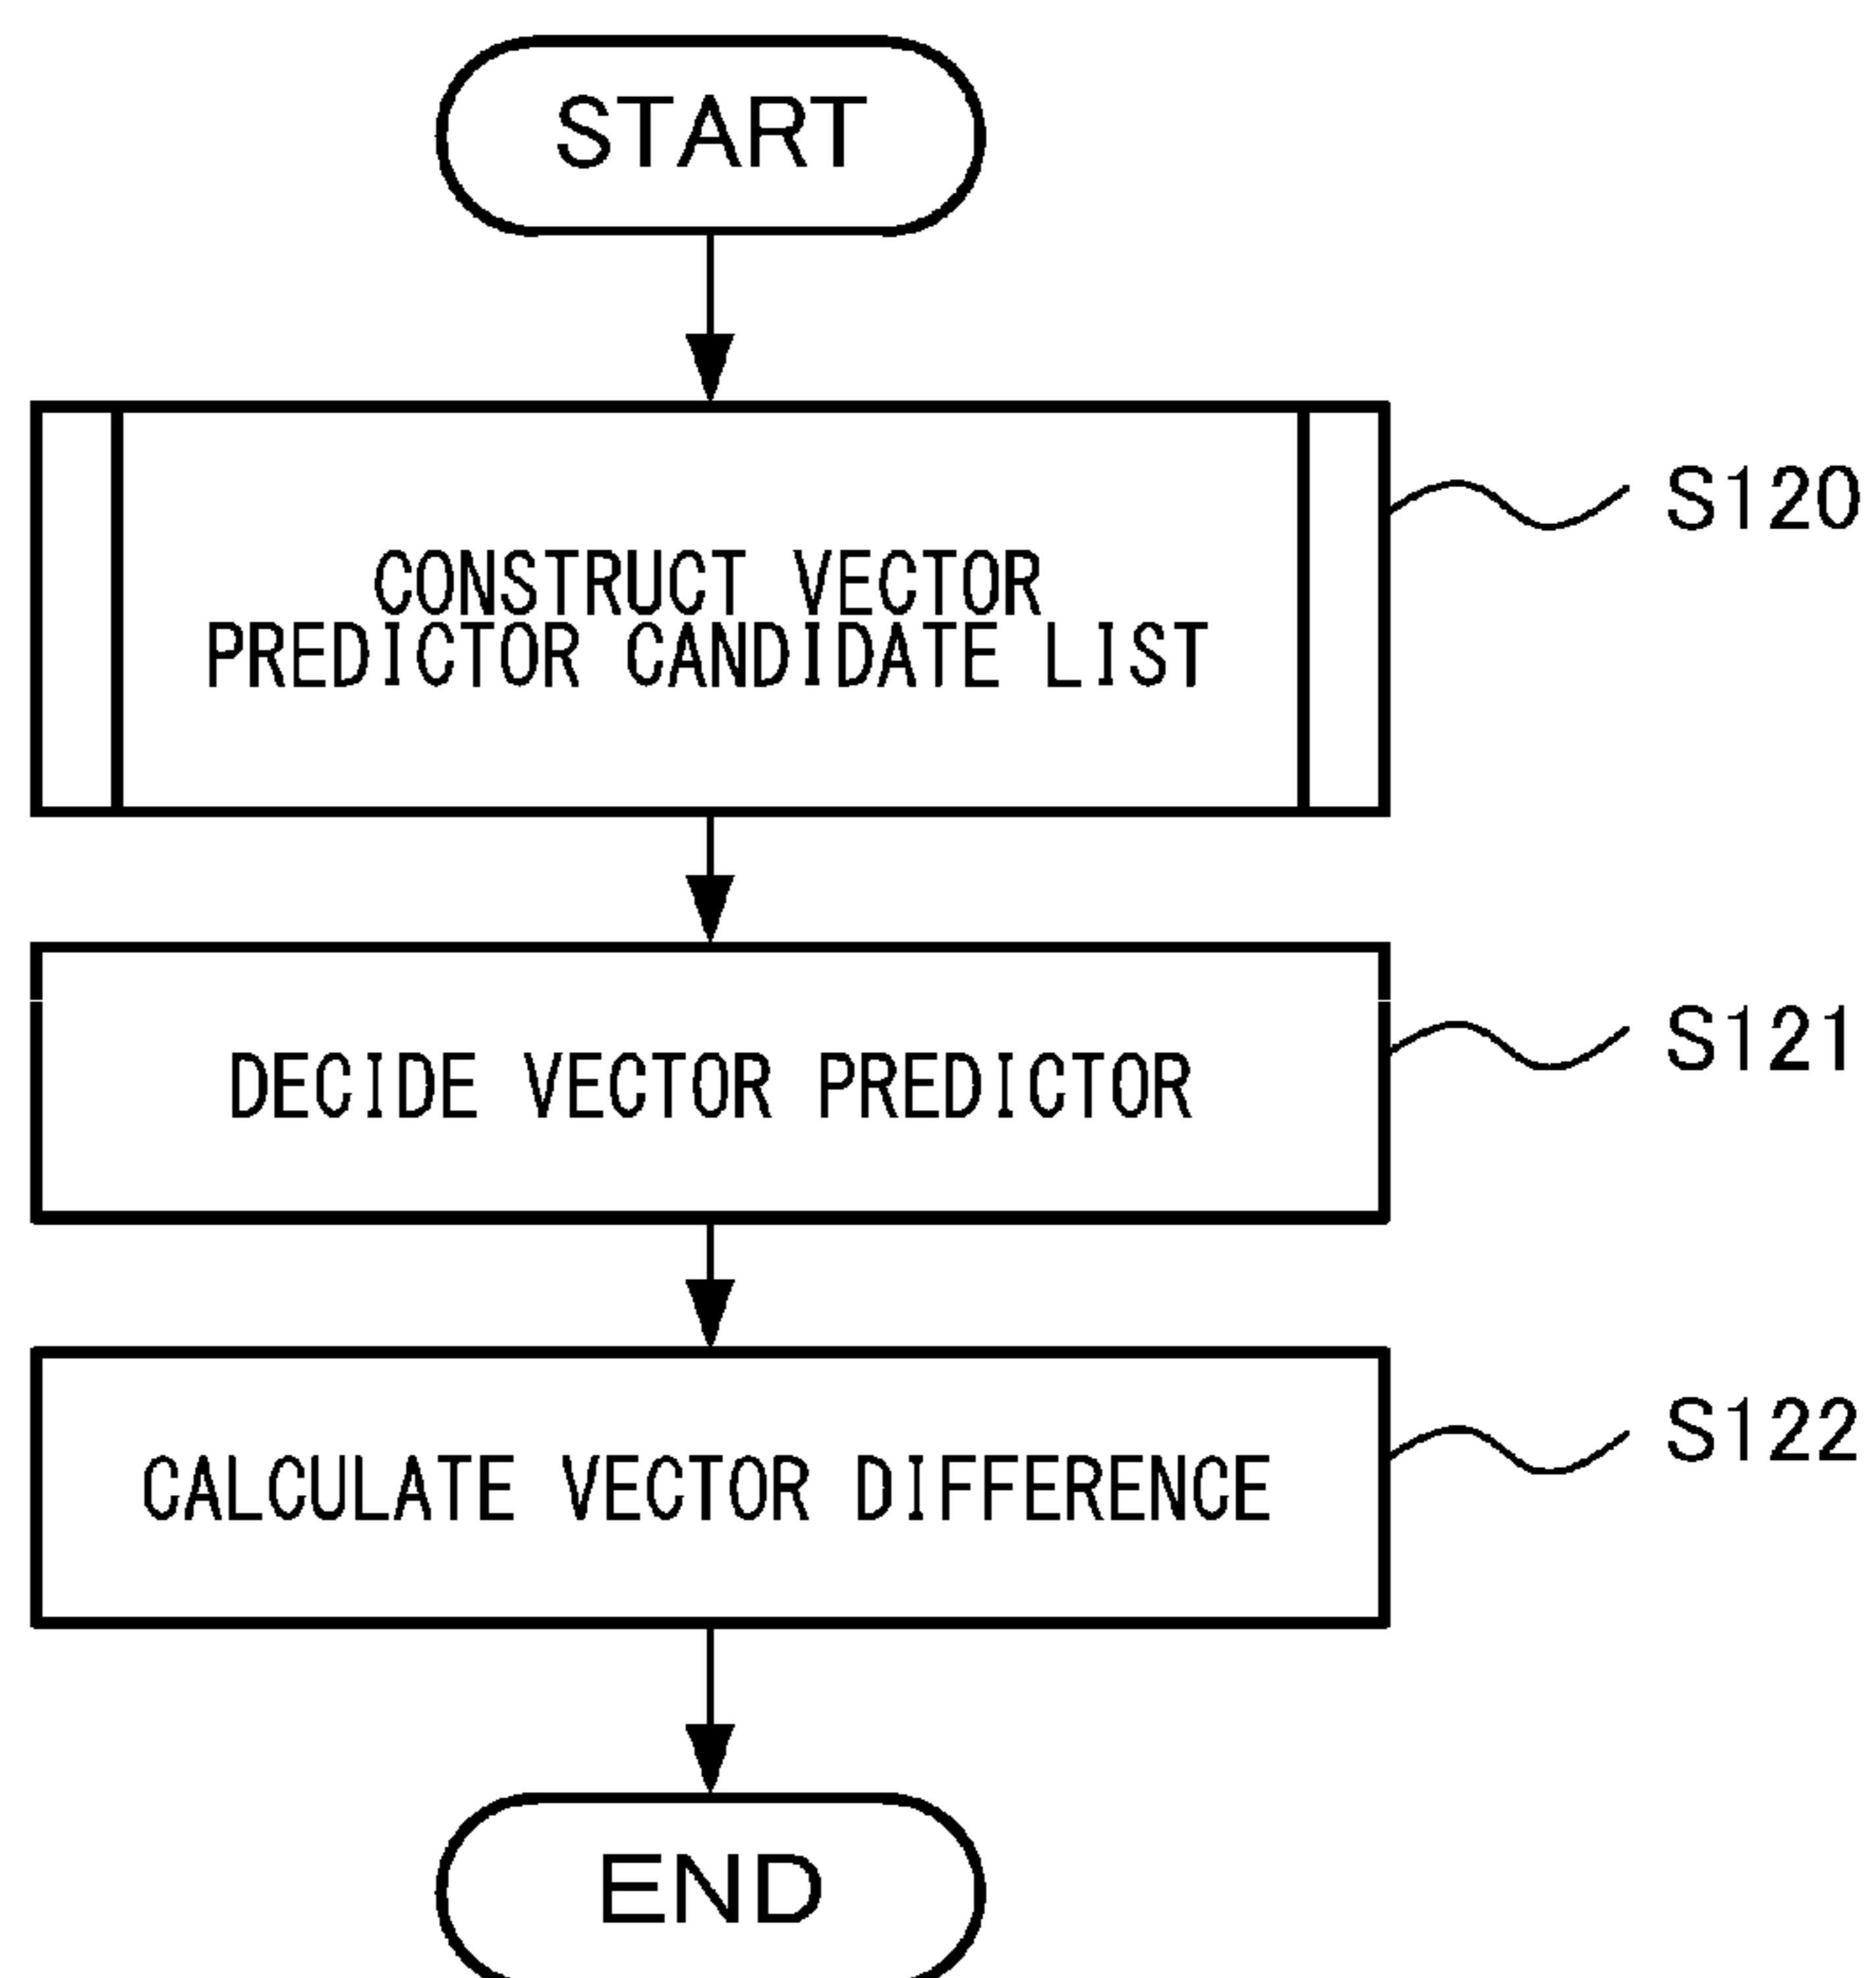 START
S120
CONSTRUCT VECTOR
PREDICTOR CANDIDATE LIST
S121
DECIDE VECTOR PREDICTOR
S122
CALCULATE VECTOR DIFFERENCE
END